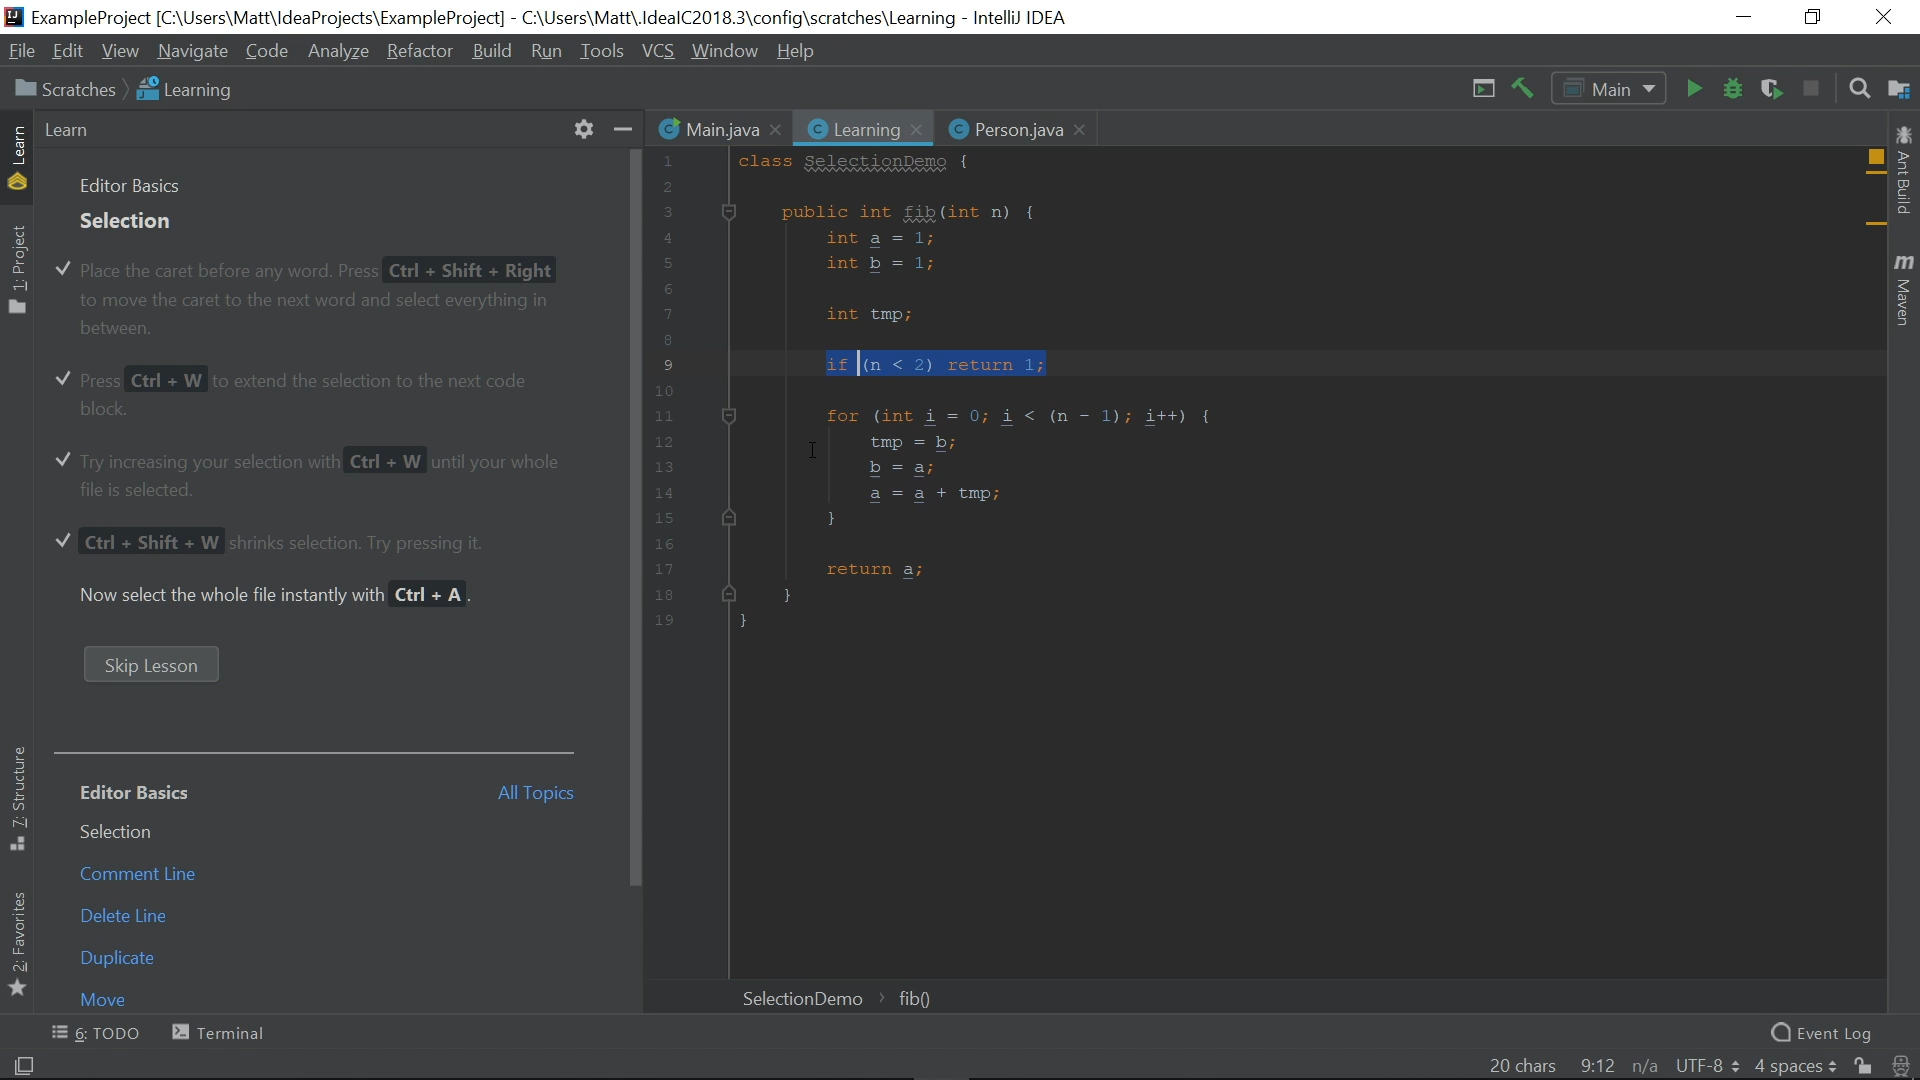 ExampleProject [C:\Users\Matt\IdeaProjects\ExampleProject] - C:\Users\Matt\.IdeaIC2018.3\config\scratches\Learning - IntelliJ IDEA
File Edit View Navigate Code Analyze Refactor Build Run Tools VCS Window Help
Scratches Learning
Main
Learn
1: Project
7: Structure
2: Favorites
Learn
Editor Basics
Selection
Place the caret before any word. Press Ctrl + Shift + Right
to move the caret to the next word and select everything in
between.
Press Ctrl + W to extend the selection to the next code
block.
Try increasing your selection with Ctrl + W until your whole
file is selected.
Ctrl + Shift + W shrinks selection. Try pressing it.
Now select the whole file instantly with Ctrl + A .
Skip Lesson
Editor Basics All Topics
Selection
Comment Line
Delete Line
Duplicate
Move
Main.java Learning Person.java
1 class SelectionDemo {
2
3 public int fib(int n) {
4 int a = 1;
5 int b = 1;
6
7 int tmp;
8
9 if (n < 2) return 1;
10
11 for (int i = 0; i < (n - 1); i++) {
12 tmp = b;
13 b = a;
14 a = a + tmp;
15 }
16
17 return a;
18 }
19 }
SelectionDemo › fib()
Ant Build
m Maven
6: TODO Terminal Event Log
20 chars 9:12 n/a UTF-8 4 spaces